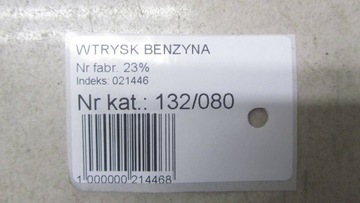 WTRYSK BENZYNA
Nr fabr. 23%
Indeks: 021446
Nr kat.: 132/080
1 000000 214468